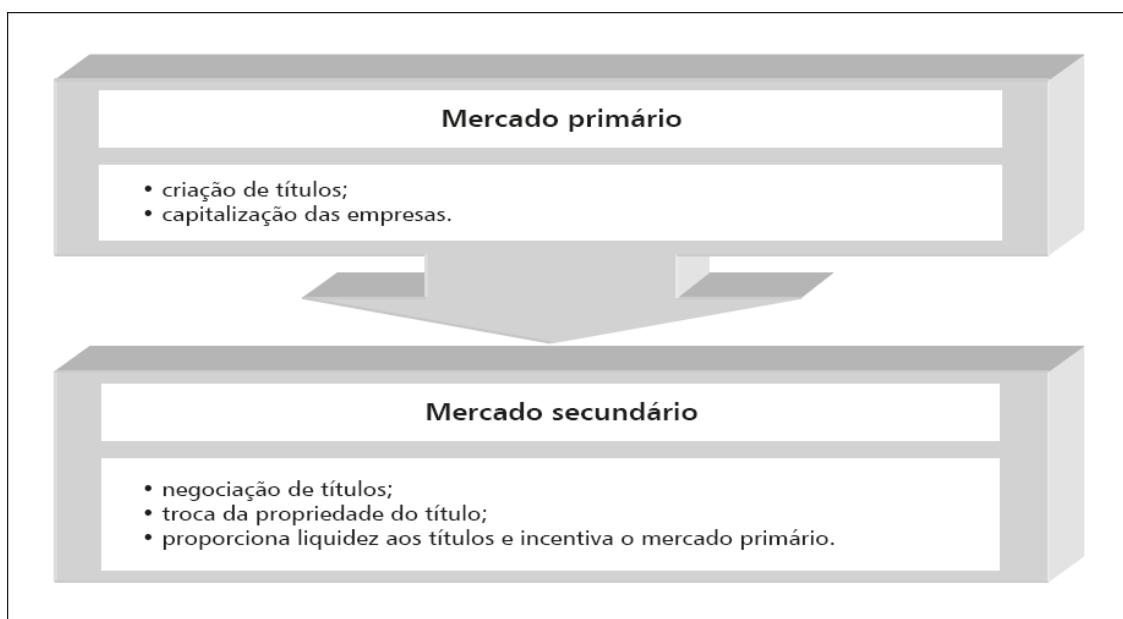 Mercado primário
• criação de títulos;
• capitalização das empresas.
Mercado secundário
• negociação de títulos;
• troca da propriedade do título;
• proporciona liquidez aos títulos e incentiva o mercado primário.